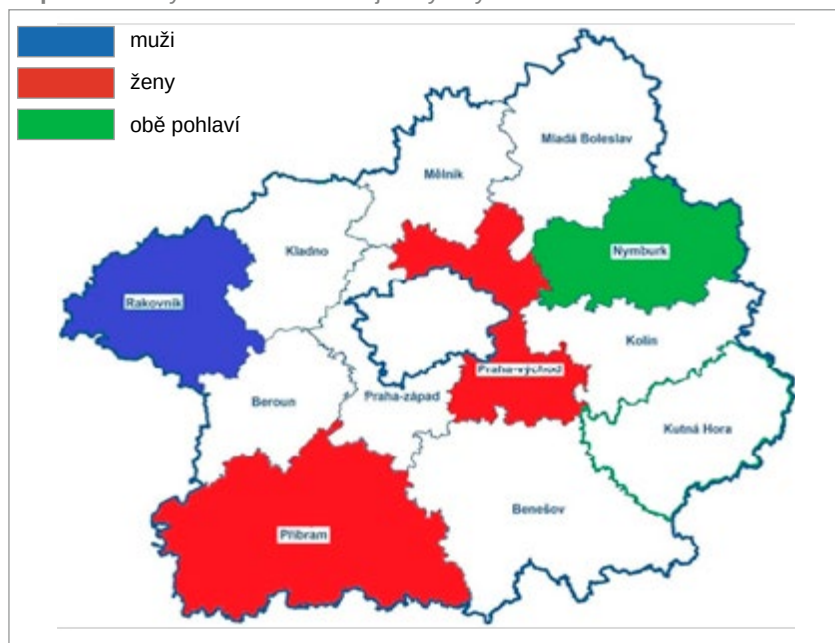 muži
ženy
obě pohlaví
Mladá Boleslav
Mělník
Nymburk
Kladno
Rakovník
Kolín
Praha-východ
Praha-západ
Beroun
Kutná Hora
Benešov
Příbram